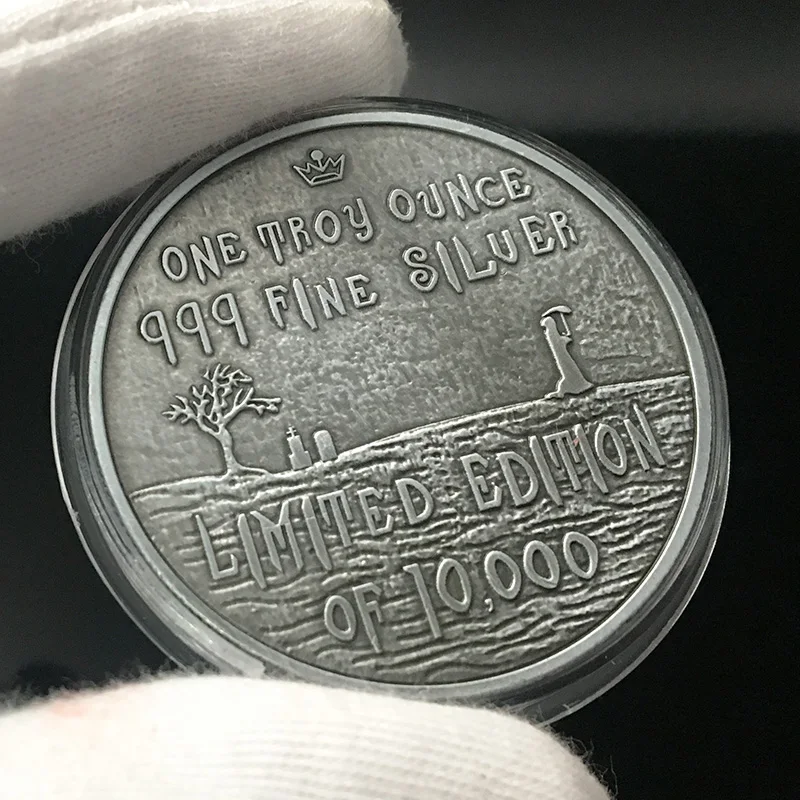 ONE TROY OUNCE
999 FINE SILVER
LIMITED EDITION
OF 10,000